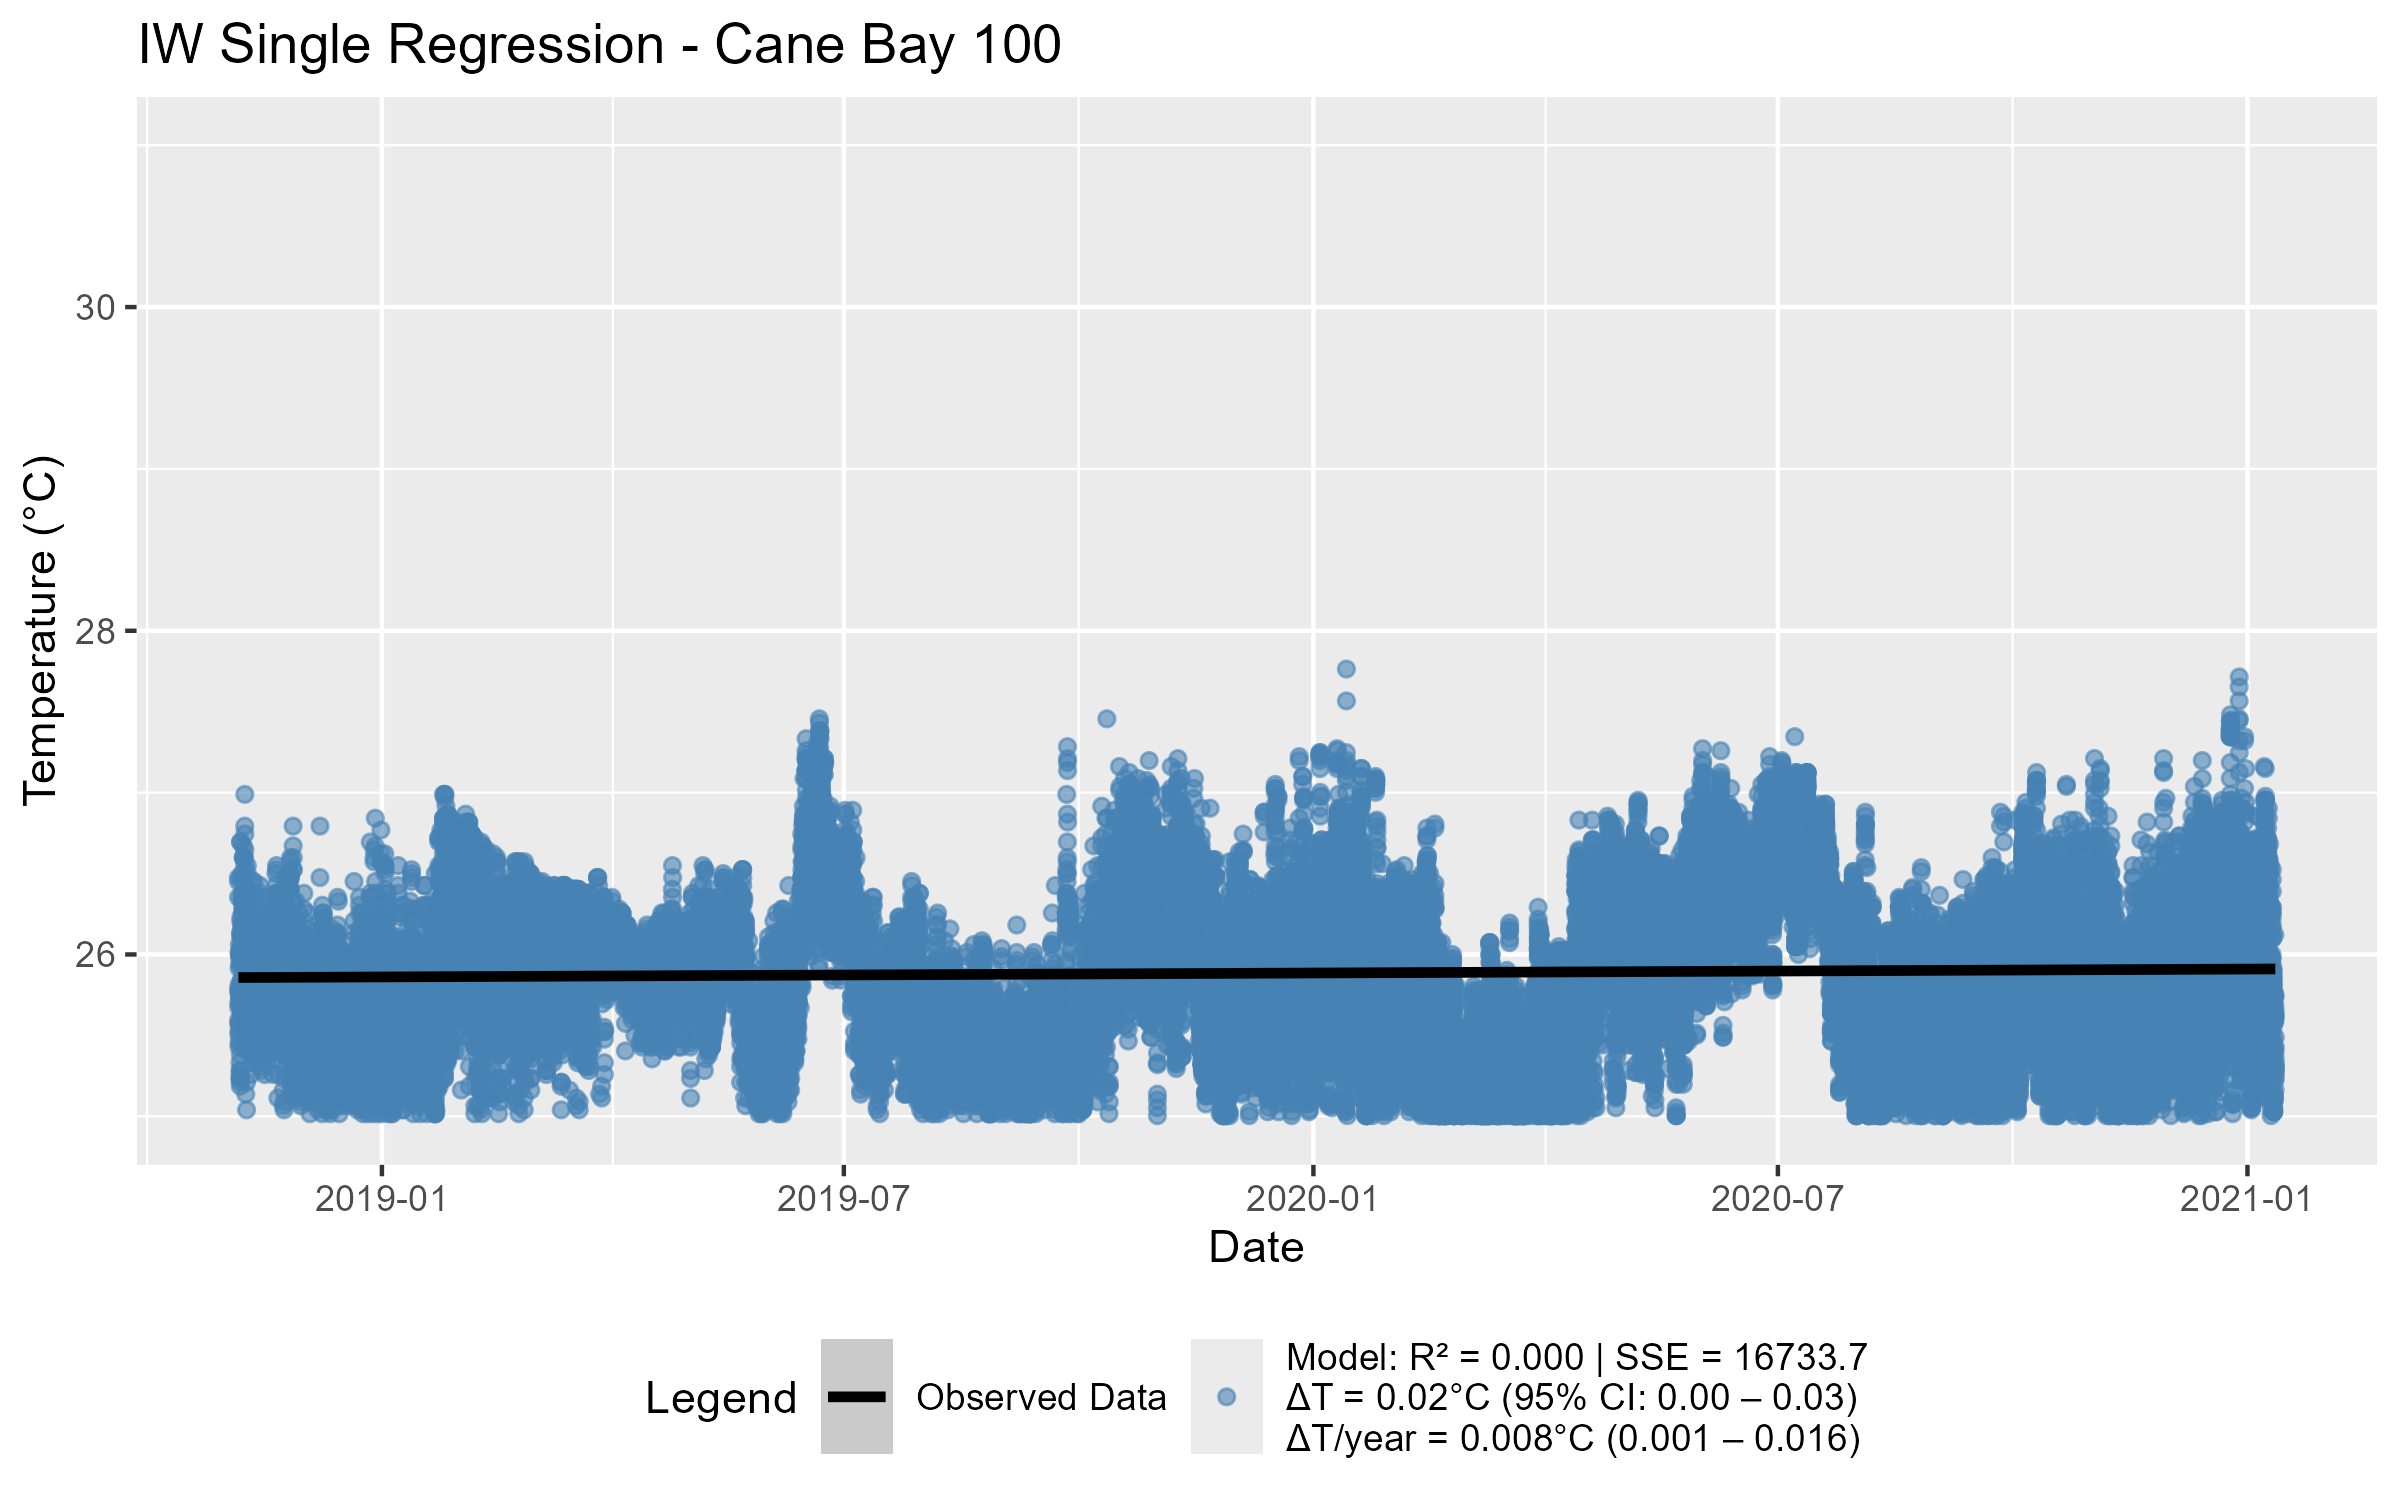 IW Single Regression - Cane Bay 100
Temperature (°C)
30
28
26
2019-01
2019-07
2020-01
2020-07
2021-01
Date
Legend
Observed Data
Model: R² = 0.000 | SSE = 16733.7
ΔT = 0.02°C (95% CI: 0.00 – 0.03)
ΔT/year = 0.008°C (0.001 – 0.016)